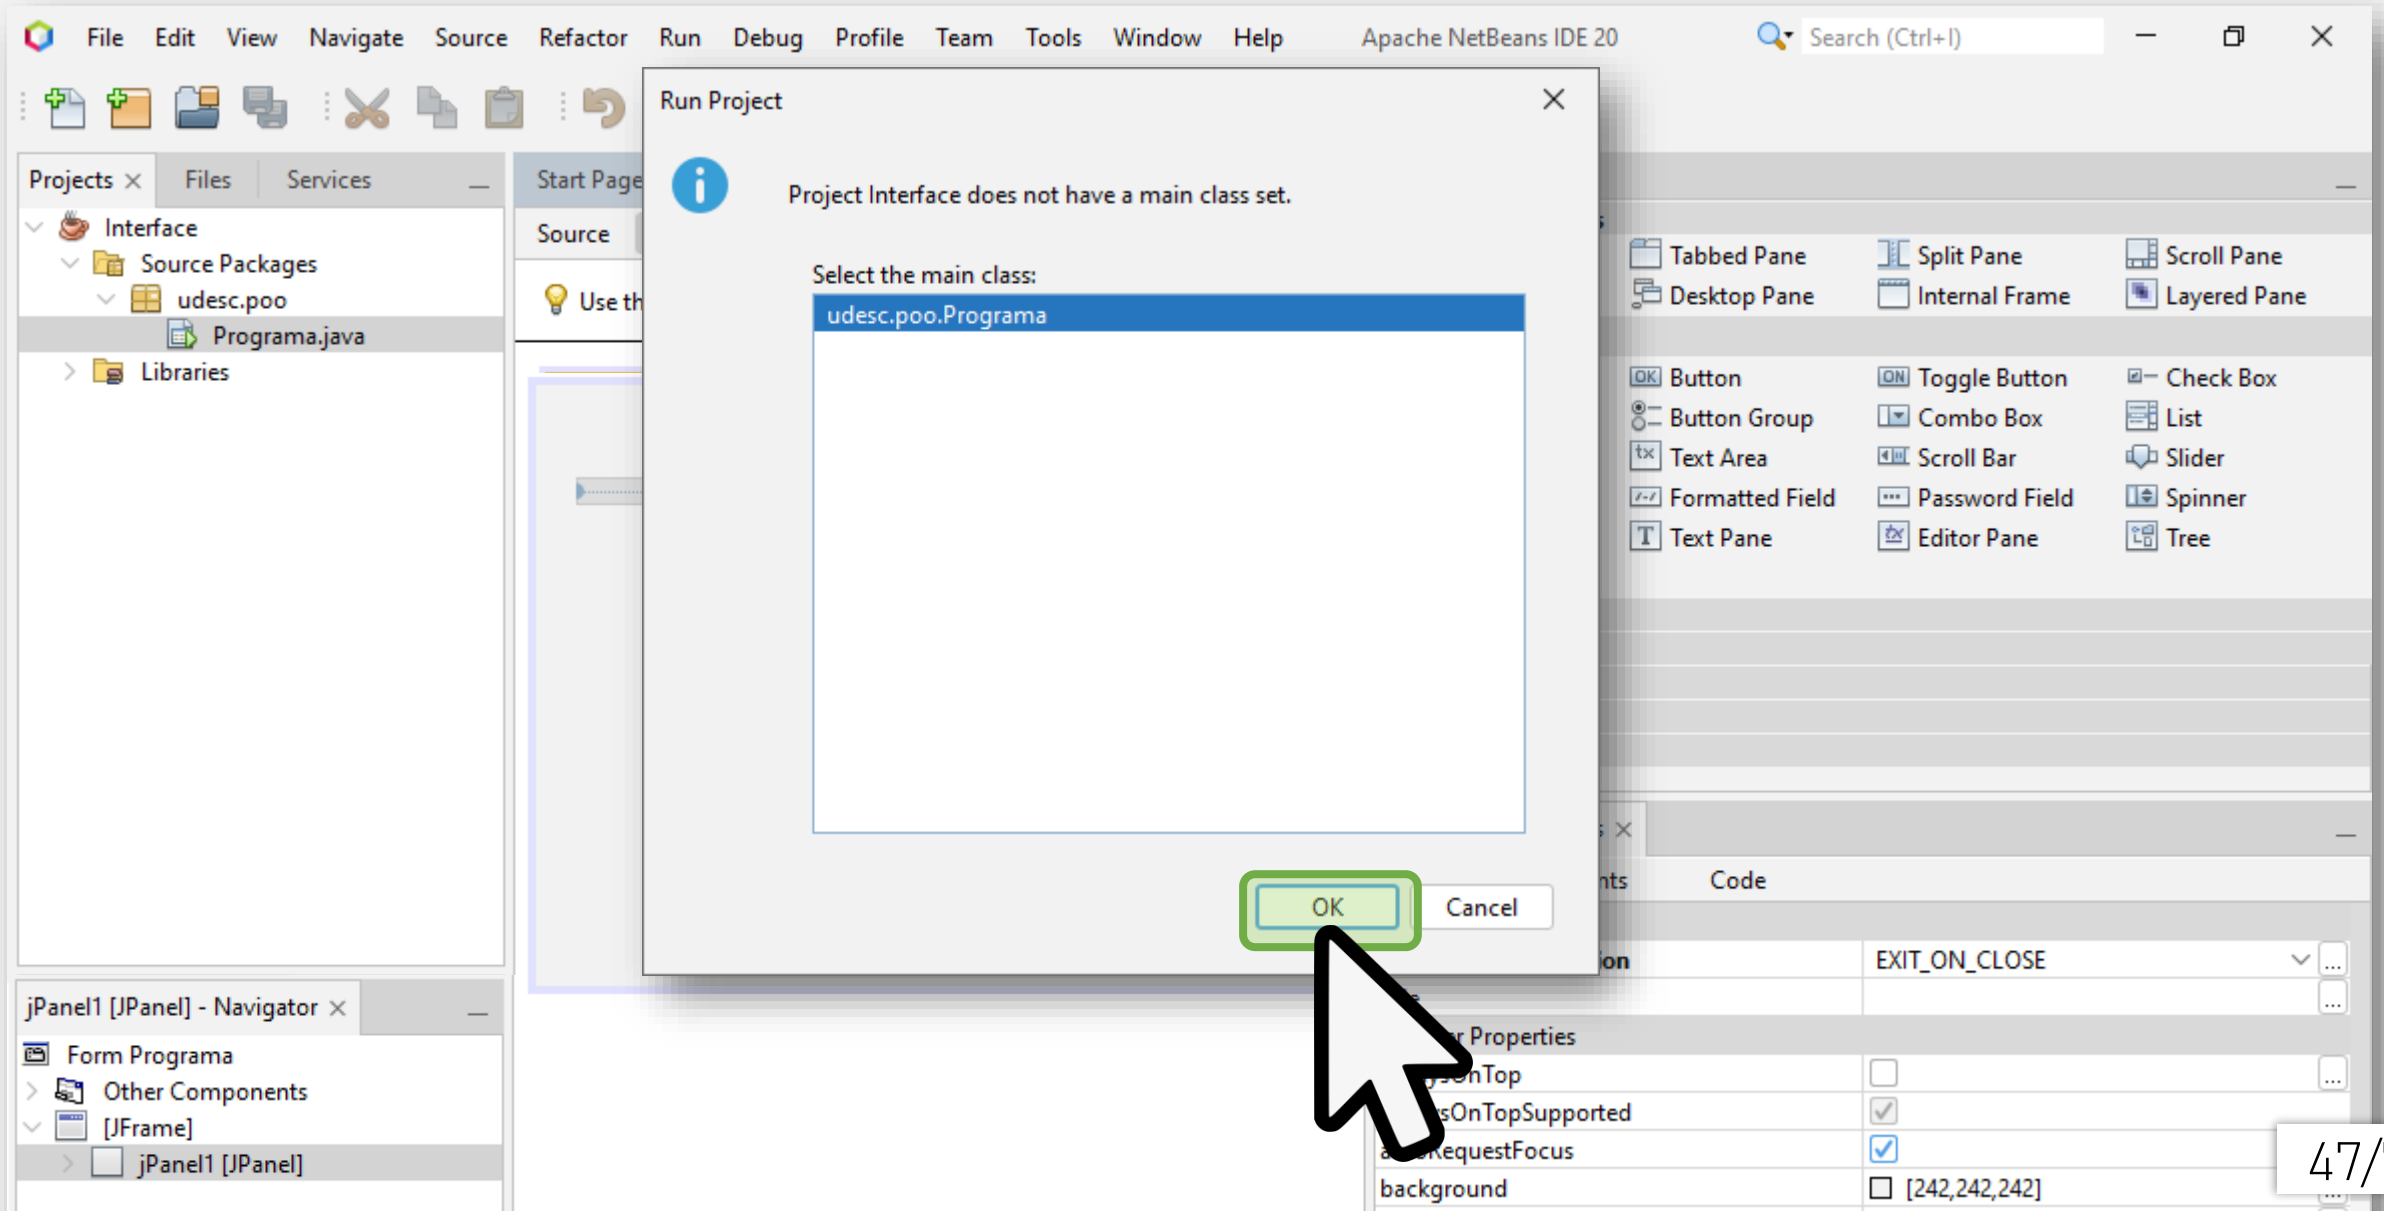 File Edit View Navigate Source Refactor Run Debug Profile Team Tools Window Help Apache NetBeans IDE 20 Search (Ctrl+I)
Run Project
Projects Files Services
Start Page
Interface
Source Packages
udesc.poo
Programa.java
Libraries
Source
Use
Project Interface does not have a main class set.
Select the main class:
udesc.poo.Programa
OK Cancel
Tabbed Pane Split Pane Scroll Pane
Desktop Pane Internal Frame Layered Pane
OK Button ON Toggle Button Check Box
Button Group Combo Box List
Text Area Scroll Bar Slider
Formatted Field Password Field Spinner
Text Pane Editor Pane Tree
Code
EXIT_ON_CLOSE
...
...
Properties
OnTop
...
OnTopSupported
RequestFocus
background [242,242,242]
jPanel1 [JPanel] - Navigator
Form Programa
Other Components
[JFrame]
jPanel1 [JPanel]
47/